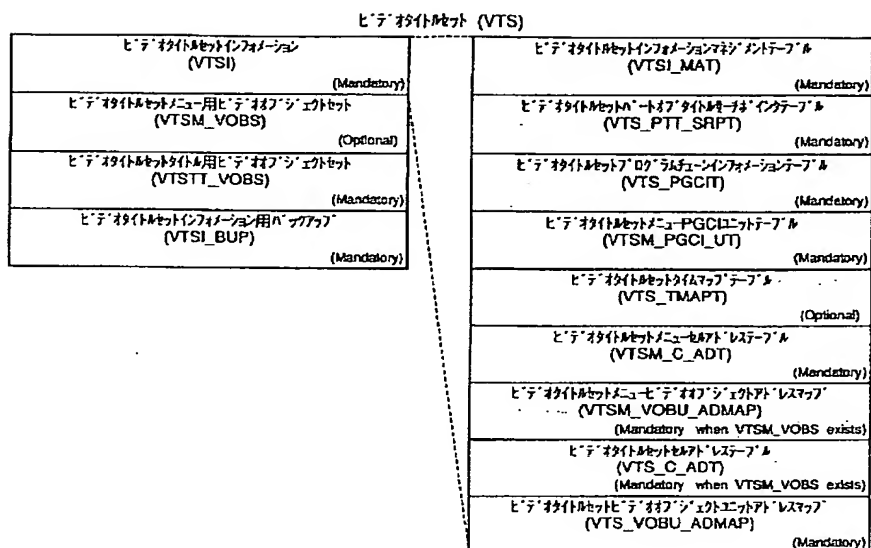 ﾋﾞﾃﾞｵﾀｲﾄﾙｾｯﾄ (VTS)
ﾋﾞﾃﾞｵﾀｲﾄﾙｾｯﾄｲﾝﾌｫﾒｰｼｮﾝ
(VTSI)
(Mandatory)
ﾋﾞﾃﾞｵﾀｲﾄﾙｾｯﾄﾒﾆｭｰ用ﾋﾞﾃﾞｵｵﾌﾞｼﾞｪｸﾄｾｯﾄ
(VTSM_VOBS)
(Optional)
ﾋﾞﾃﾞｵﾀｲﾄﾙｾｯﾄﾀｲﾄﾙ用ﾋﾞﾃﾞｵｵﾌﾞｼﾞｪｸﾄｾｯﾄ
(VTSTT_VOBS)
(Mandatory)
ﾋﾞﾃﾞｵﾀｲﾄﾙｾｯﾄｲﾝﾌｫﾒｰｼｮﾝ用ﾊﾞｯｸｱｯﾌﾟ
(VTSI_BUP)
(Mandatory)
ﾋﾞﾃﾞｵﾀｲﾄﾙｾｯﾄｲﾝﾌｫﾒｰｼｮﾝﾏﾈｼﾞﾒﾝﾄﾃｰﾌﾞﾙ
(VTSI_MAT)
(Mandatory)
ﾋﾞﾃﾞｵﾀｲﾄﾙｾｯﾄﾊﾟｰﾄｵﾌﾞﾀｲﾄﾙｻｰﾁﾎﾟｲﾝﾀﾃｰﾌﾞﾙ
(VTS_PTT_SRPT)
(Mandatory)
ﾋﾞﾃﾞｵﾀｲﾄﾙｾｯﾄﾌﾟﾛｸﾞﾗﾑﾁｪｰﾝｲﾝﾌｫﾒｰｼｮﾝﾃｰﾌﾞﾙ
(VTS_PGCIT)
(Mandatory)
ﾋﾞﾃﾞｵﾀｲﾄﾙｾｯﾄﾒﾆｭｰPGCIﾕﾆｯﾄﾃｰﾌﾞﾙ
(VTSM_PGCI_UT)
(Mandatory)
ﾋﾞﾃﾞｵﾀｲﾄﾙｾｯﾄﾀｲﾑﾏｯﾌﾟﾃｰﾌﾞﾙ
(VTS_TMAPT)
(Optional)
ﾋﾞﾃﾞｵﾀｲﾄﾙｾｯﾄﾒﾆｭｰｾﾙｱﾄﾞﾚｽﾃｰﾌﾞﾙ
(VTSM_C_ADT)
(Mandatory)
ﾋﾞﾃﾞｵﾀｲﾄﾙｾｯﾄﾒﾆｭｰﾋﾞﾃﾞｵｵﾌﾞｼﾞｪｸﾄｱﾄﾞﾚｽﾏｯﾌﾟ
(VTSM_VOBU_ADMAP)
(Mandatory when VTSM_VOBS exists)
ﾋﾞﾃﾞｵﾀｲﾄﾙｾｯﾄｾﾙｱﾄﾞﾚｽﾃｰﾌﾞﾙ
(VTS_C_ADT)
(Mandatory when VTSM_VOBS exists)
ﾋﾞﾃﾞｵﾀｲﾄﾙｾｯﾄﾋﾞﾃﾞｵｵﾌﾞｼﾞｪｸﾄﾕﾆｯﾄｱﾄﾞﾚｽﾏｯﾌﾟ
(VTS_VOBU_ADMAP)
(Mandatory)